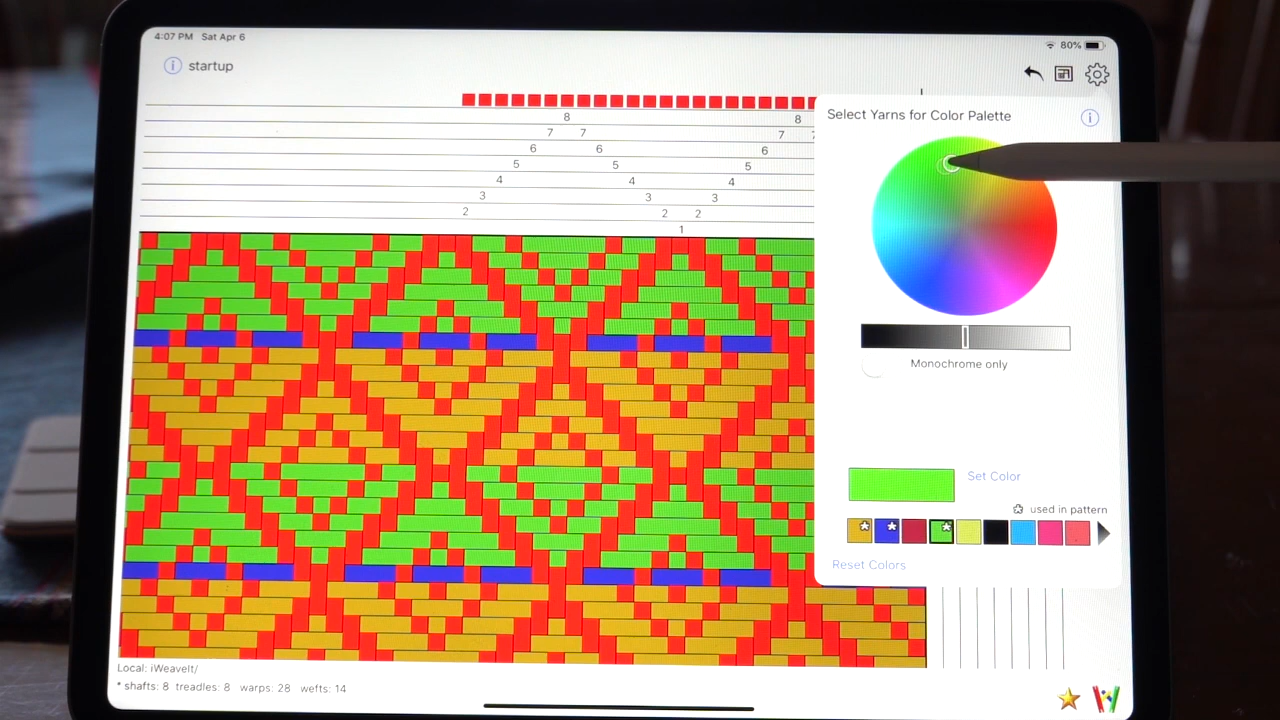 4:07 PM Sat Apr 6
80%
startup
Select Yarns for Color Palette
8 8
7 7 7
6 6 6
5 5 5
4 4 4
3 3 3
2 2 2
1
Monochrome only
Set Color
used in pattern
Reset Colors
Local: iWeaveIt/
* shafts: 8 treadles: 8 warps: 28 wefts: 14